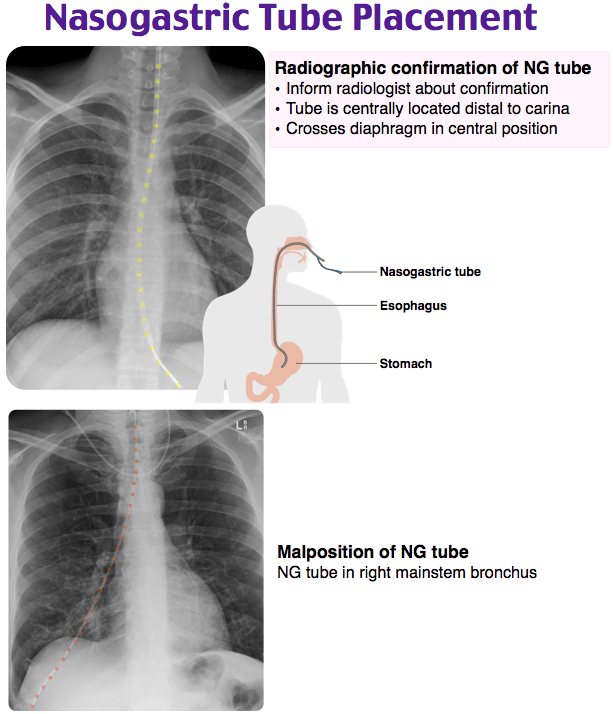 Nasogastric Tube Placement
Radiographic confirmation of NG tube
• Inform radiologist about confirmation
• Tube is centrally located distal to carina
• Crosses diaphragm in central position
Nasogastric tube
Esophagus
Stomach
Malposition of NG tube
NG tube in right mainstem bronchus